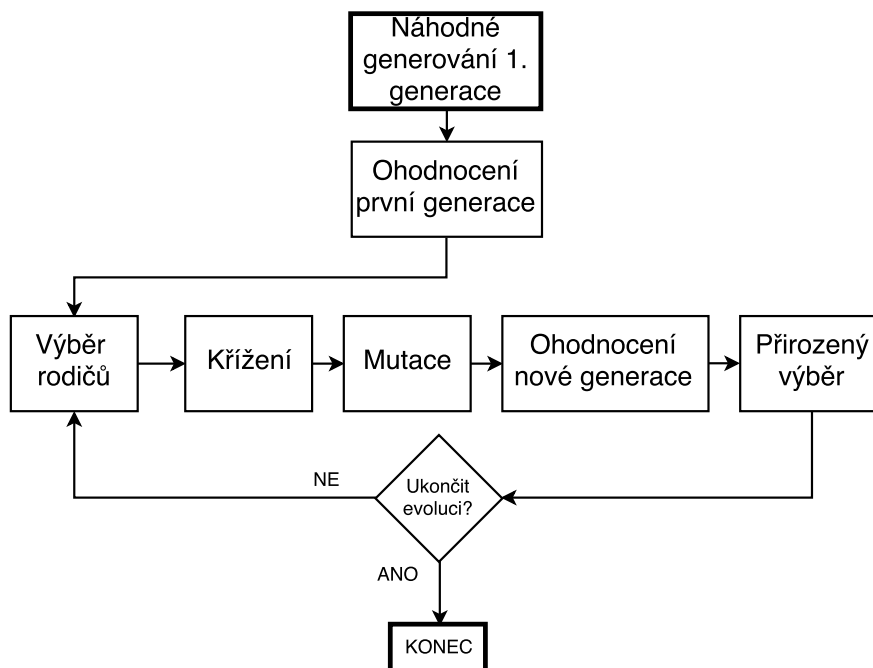 Náhodné
generování 1.
generace
Ohodnocení
první generace
Výběr
rodičů
Křížení
Mutace
Ohodnocení
nové generace
Přirozený
výběr
Ukončit
evoluci?
NE
ANO
KONEC